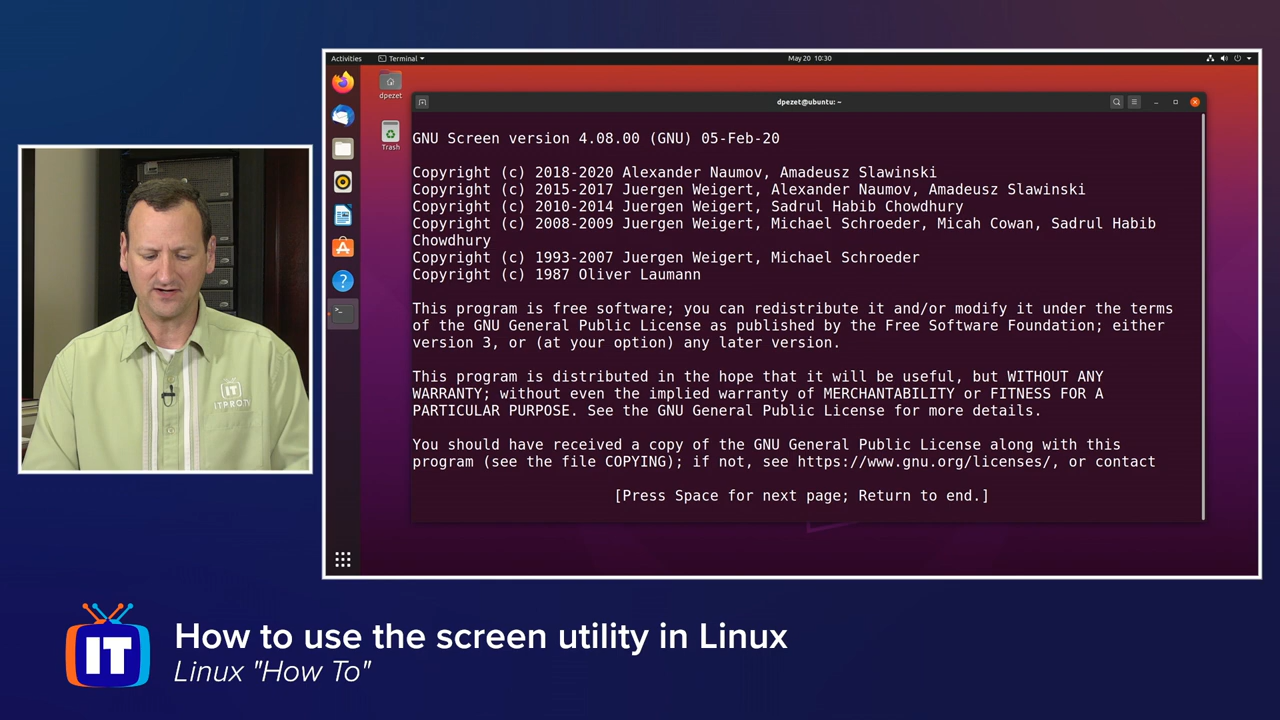 Activities
Terminal
May 20 10:30
dpezet
Trash
dpezet@ubuntu: ~
GNU Screen version 4.08.00 (GNU) 05-Feb-20
Copyright (c) 2018-2020 Alexander Naumov, Amadeusz Slawinski
Copyright (c) 2015-2017 Juergen Weigert, Alexander Naumov, Amadeusz Slawinski
Copyright (c) 2010-2014 Juergen Weigert, Sadrul Habib Chowdhury
Copyright (c) 2008-2009 Juergen Weigert, Michael Schroeder, Micah Cowan, Sadrul Habib
Chowdhury
Copyright (c) 1993-2007 Juergen Weigert, Michael Schroeder
Copyright (c) 1987 Oliver Laumann
This program is free software; you can redistribute it and/or modify it under the terms
of the GNU General Public License as published by the Free Software Foundation; either
version 3, or (at your option) any later version.
This program is distributed in the hope that it will be useful, but WITHOUT ANY
WARRANTY; without even the implied warranty of MERCHANTABILITY or FITNESS FOR A
PARTICULAR PURPOSE. See the GNU General Public License for more details.
You should have received a copy of the GNU General Public License along with this
program (see the file COPYING); if not, see https://www.gnu.org/licenses/, or contact
[Press Space for next page; Return to end.]
IT
ITPRO.TV
IT
How to use the screen utility in Linux
Linux "How To"